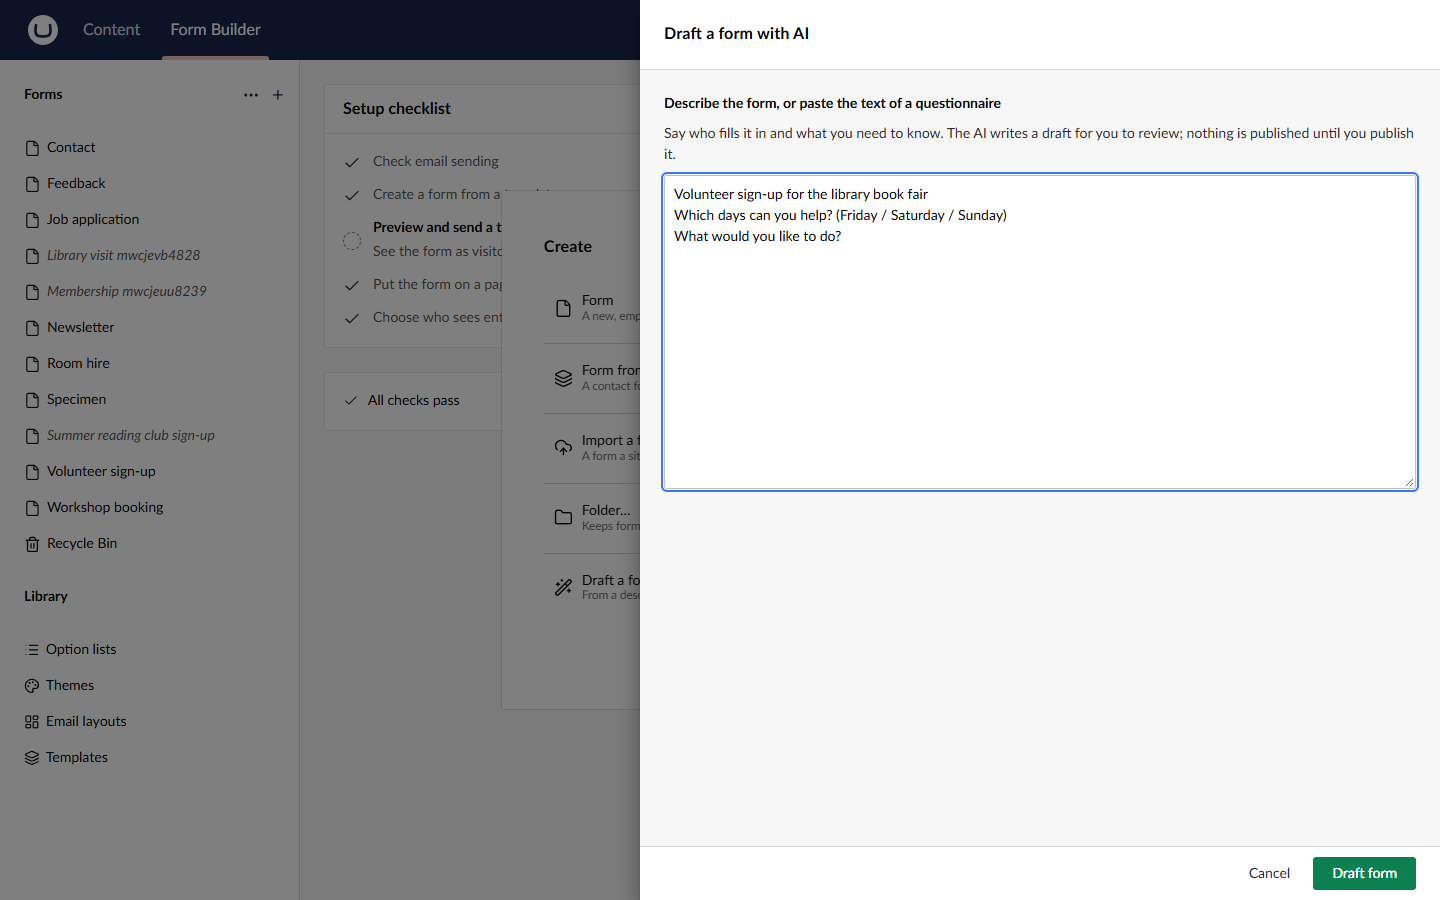 Content
Form Builder
Draft a form with AI
Forms
Contact
Feedback
Job application
Library visit mwcjevb4828
Membership mwcjeuu8239
Newsletter
Room hire
Specimen
Summer reading club sign-up
Volunteer sign-up
Workshop booking
Recycle Bin
Library
Option lists
Themes
Email layouts
Templates
Setup checklist
Check email sending
Create a form from a
Preview and send a t
See the form as visito
Put the form on a pag
Choose who sees ent
All checks pass
Create
Form
A new, emp
Form from
A contact fo
Import a f
A form a sit
Folder...
Keeps form
Draft a fo
From a desc
Describe the form, or paste the text of a questionnaire
Say who fills it in and what you need to know. The AI writes a draft for you to review; nothing is published until you publish
it.
Volunteer sign-up for the library book fair
Which days can you help? (Friday / Saturday / Sunday)
What would you like to do?
Cancel
Draft form